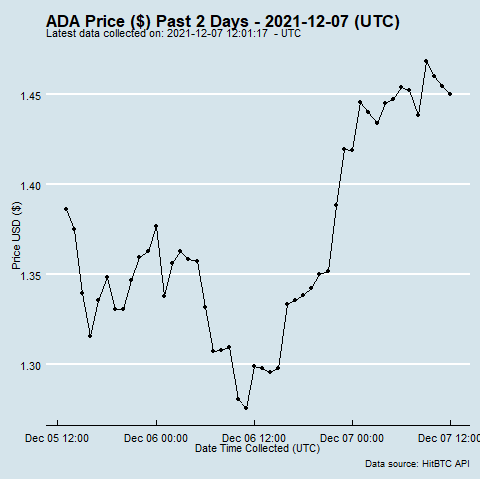 ADA Price ($) Past 2 Days - 2021-12-07 (UTC)
Latest data collected on: 2021-12-07 12:01:17  - UTC
1.45
1.40
1.35
1.30
Price USD ($)
Dec 05 12:00 Dec 06 00:00 Dec 06 12:00 Dec 07 00:00 Dec 07 12:00
Date Time Collected (UTC)
Data source: HitBTC API